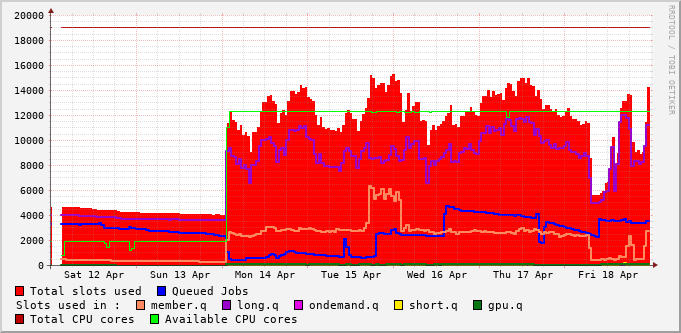 20000
18000
16000
14000
12000
10000
8000
6000
4000
2000
0
Sat 12 Apr Sun 13 Apr Mon 14 Apr Tue 15 Apr Wed 16 Apr Thu 17 Apr Fri 18 Apr
RRDTOOL / TOBI OETIKER
Total slots used Queued Jobs
Slots used in : member.q long.q ondemand.q short.q gpu.q
Total CPU cores Available CPU cores